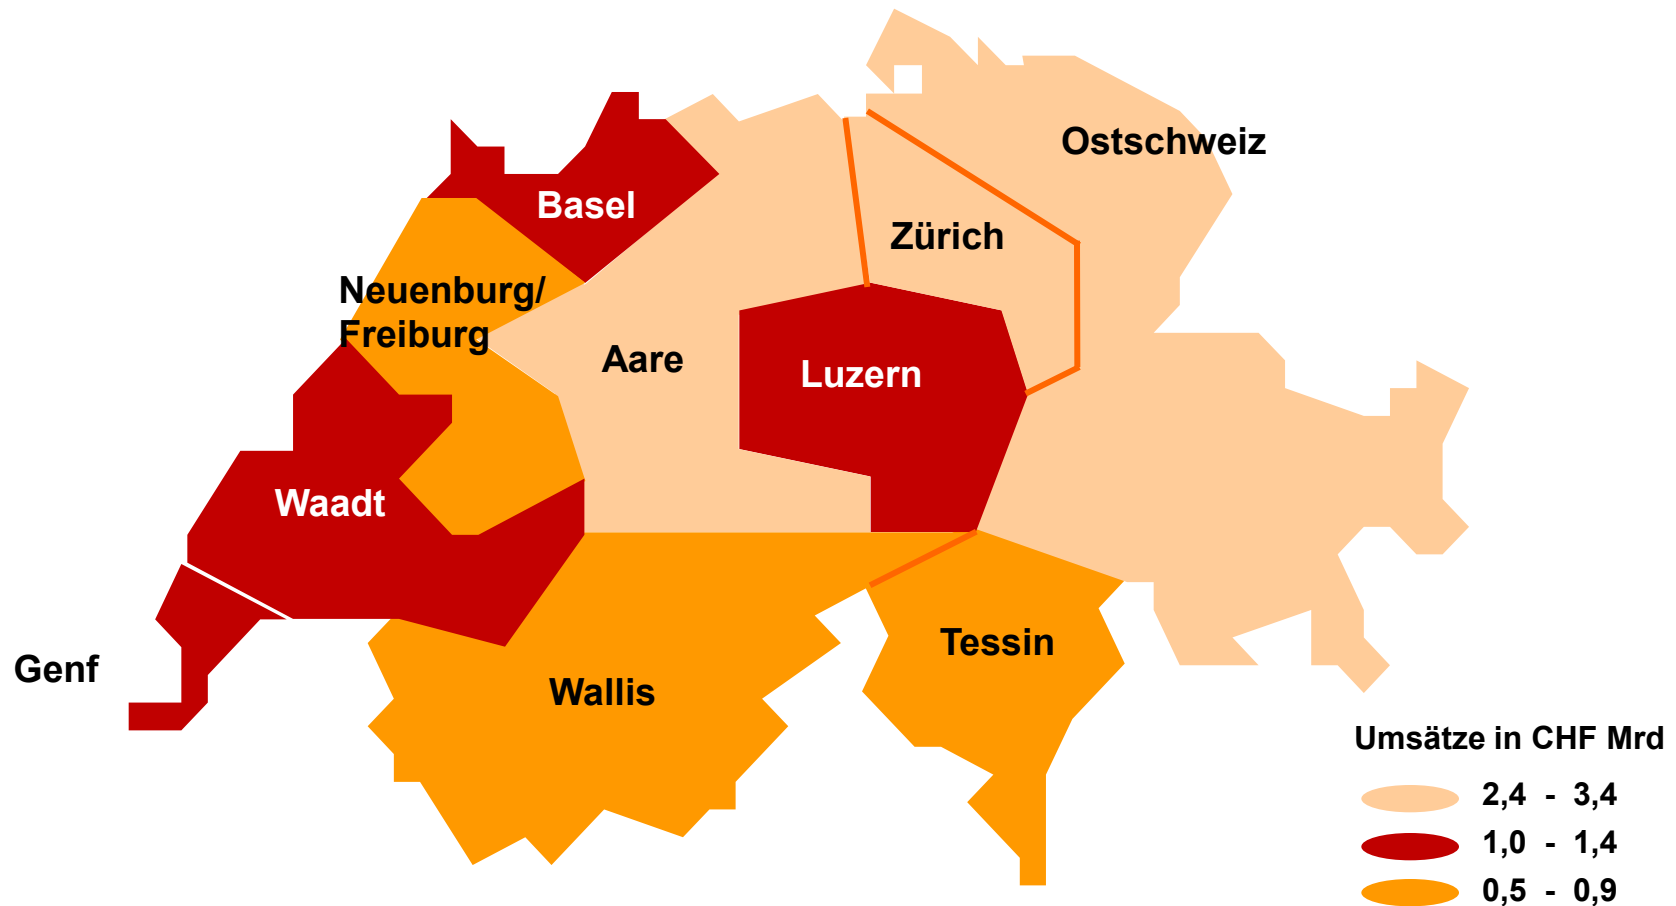 Ostschweiz
Basel
Zürich
Neuenburg/
Freiburg
Aare
Luzern
Waadt
Tessin
Genf
Wallis
Umsätze in CHF Mrd
2,4 - 3,4
1,0 - 1,4
0,5 - 0,9